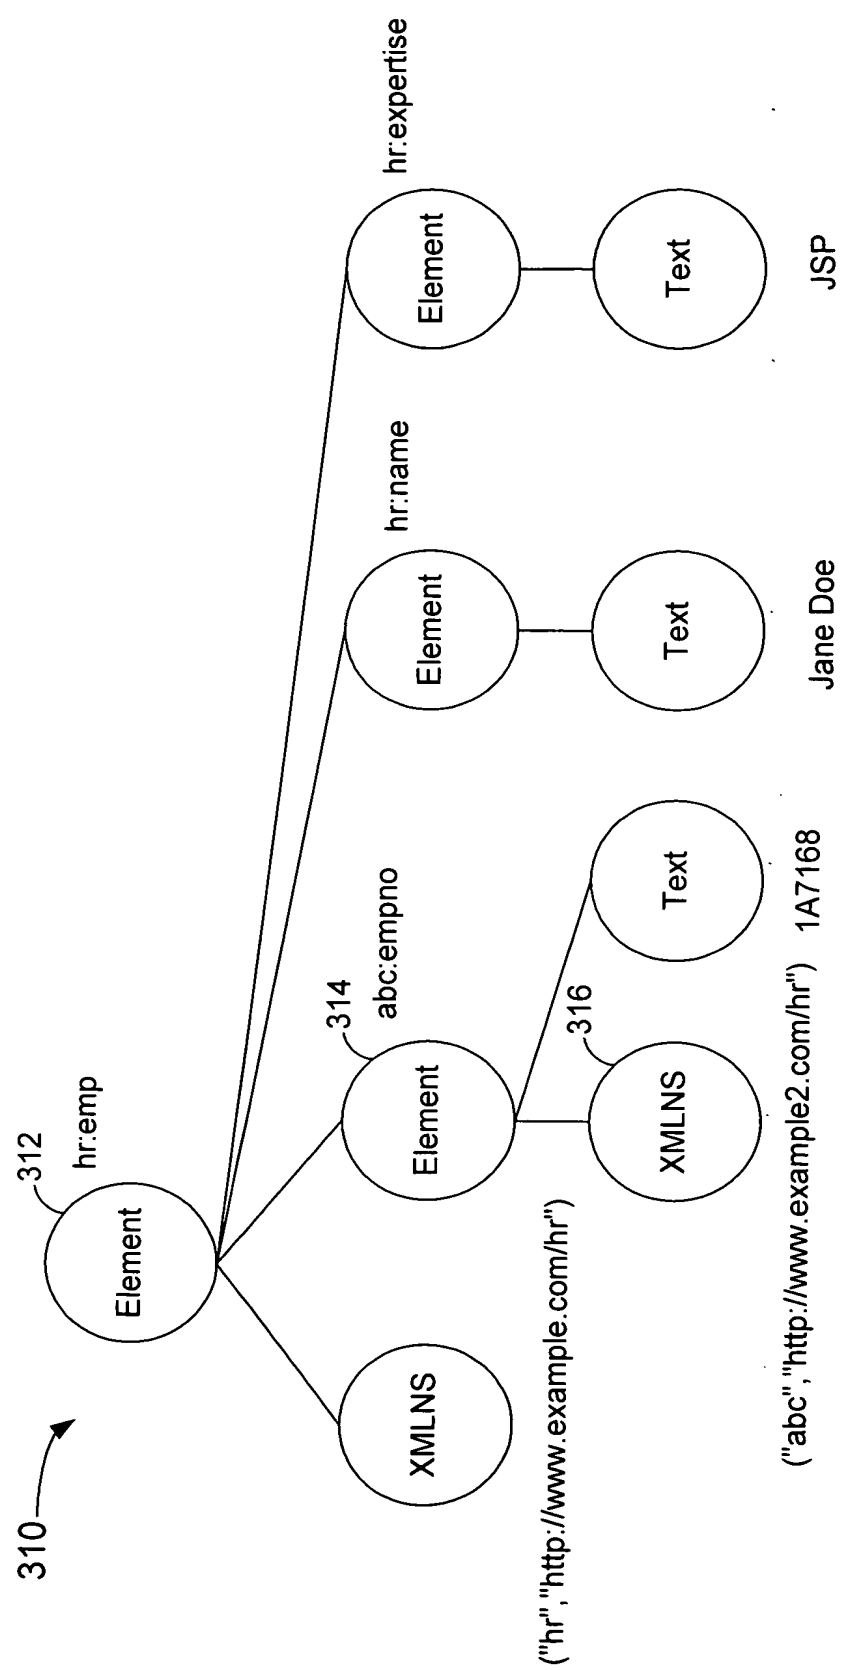 310
312
hr:emp
Element
XMLNS
("hr","http://www.example.com/hr")
314
abc:empno
Element
316
XMLNS
("abc","http://www.example2.com/hr")
Text
1A7168
hr:name
Element
Text
Jane Doe
hr:expertise
Element
Text
JSP